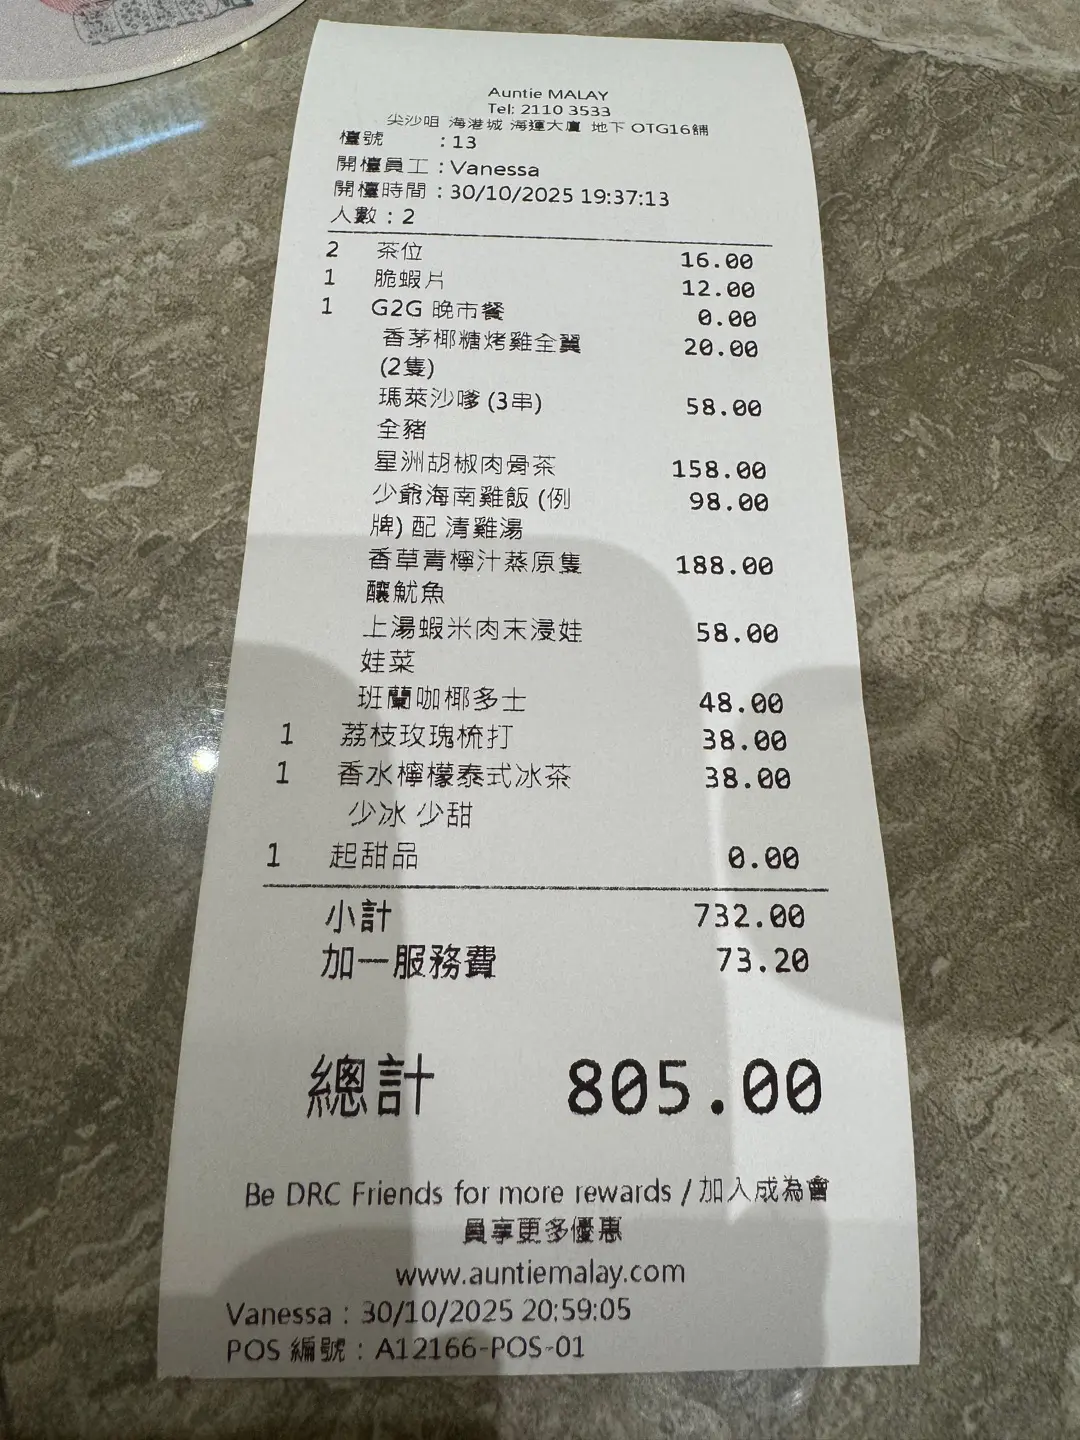 Auntie MALAY
Tel: 2110 3533
尖沙咀 海港城 海運大廈 地下 OTG16舖
檯號 : 13
開檯員工 : Vanessa
開檯時間 : 30/10/2025 19:37:13
人數 : 2
2 茶位 16.00
1 脆蝦片 12.00
1 G2G 晚市餐 0.00
香茅椰糖烤雞全翼 20.00
(2隻)
瑪萊沙嗲 (3串) 58.00
全豬
星洲胡椒肉骨茶 158.00
少爺海南雞飯 (例 98.00
牌) 配 清雞湯
香草青檸汁蒸原隻 188.00
釀魷魚
上湯蝦米肉末浸娃 58.00
娃菜
班蘭咖椰多士 48.00
1 荔枝玫瑰梳打 38.00
1 香水檸檬泰式冰茶 38.00
少冰 少甜
1 起甜品 0.00
小計 732.00
加一服務費 73.20
總計 805.00
Be DRC Friends for more rewards / 加入成為會
員享更多優惠
www.auntiemalay.com
Vanessa : 30/10/2025 20:59:05
POS 編號 : A12166-POS-01